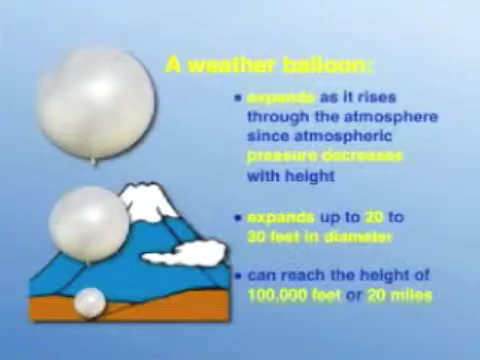 A weather balloon:
• expands as it rises
through the atmosphere
since atmospheric
pressure decreases
with height
• expands up to 20 to
30 feet in diameter
• can reach the height of
100,000 feet or 20 miles